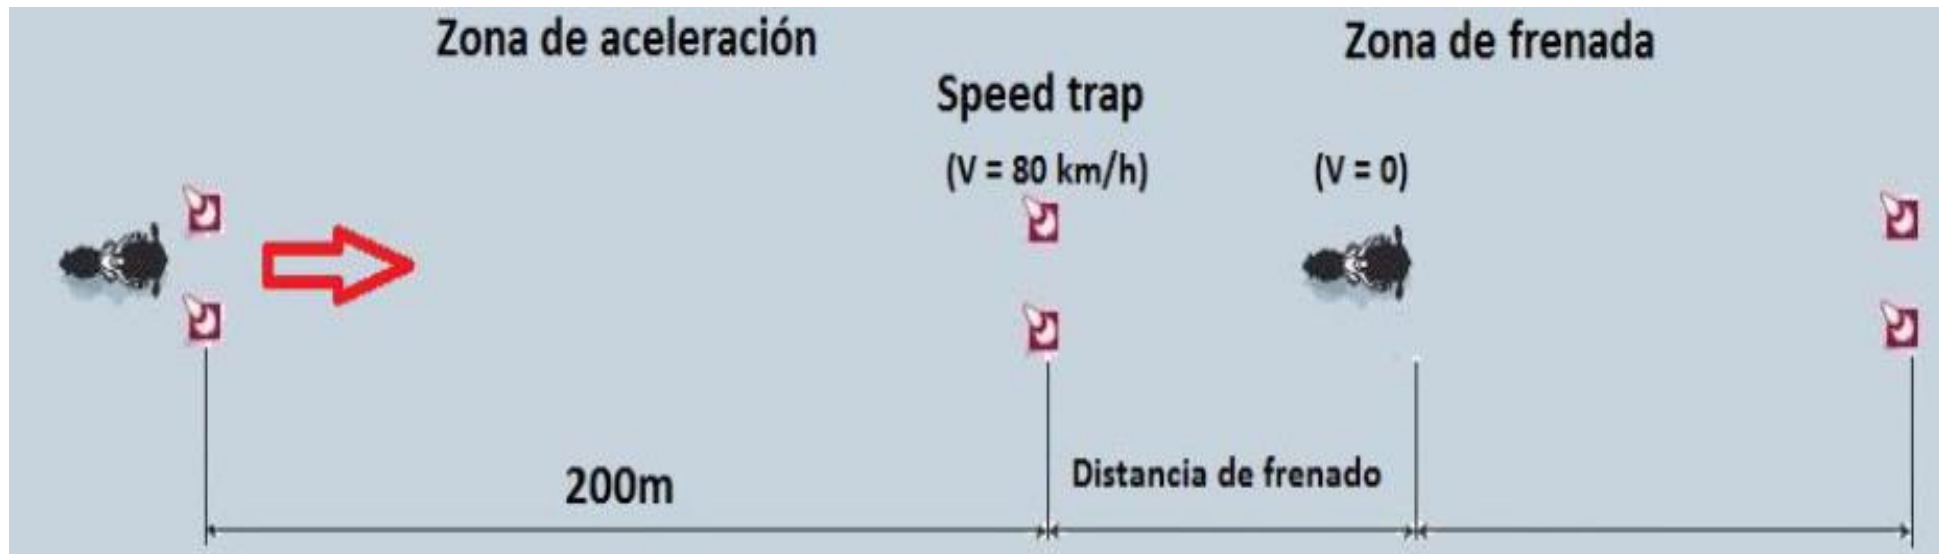 Zona de aceleración
Zona de frenada
Speed trap
(V = 80 km/h)
(V = 0)
200m
Distancia de frenado